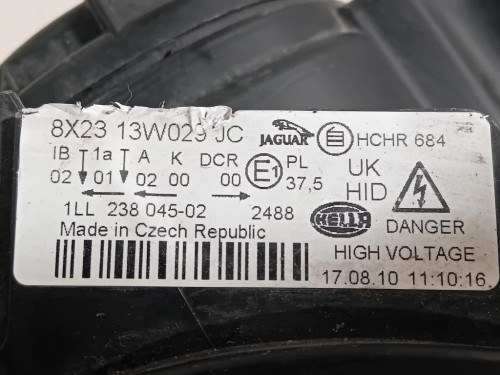 8X23 13W029 JC
JAGUAR
HCHR 684
IB 1a A K DCR
02 01 02 00 00
E1
PL
37,5
UK
HID
1LL 238 045-02 2488
HELLA
DANGER
Made in Czech Republic
HIGH VOLTAGE
17.08.10 11:10:16